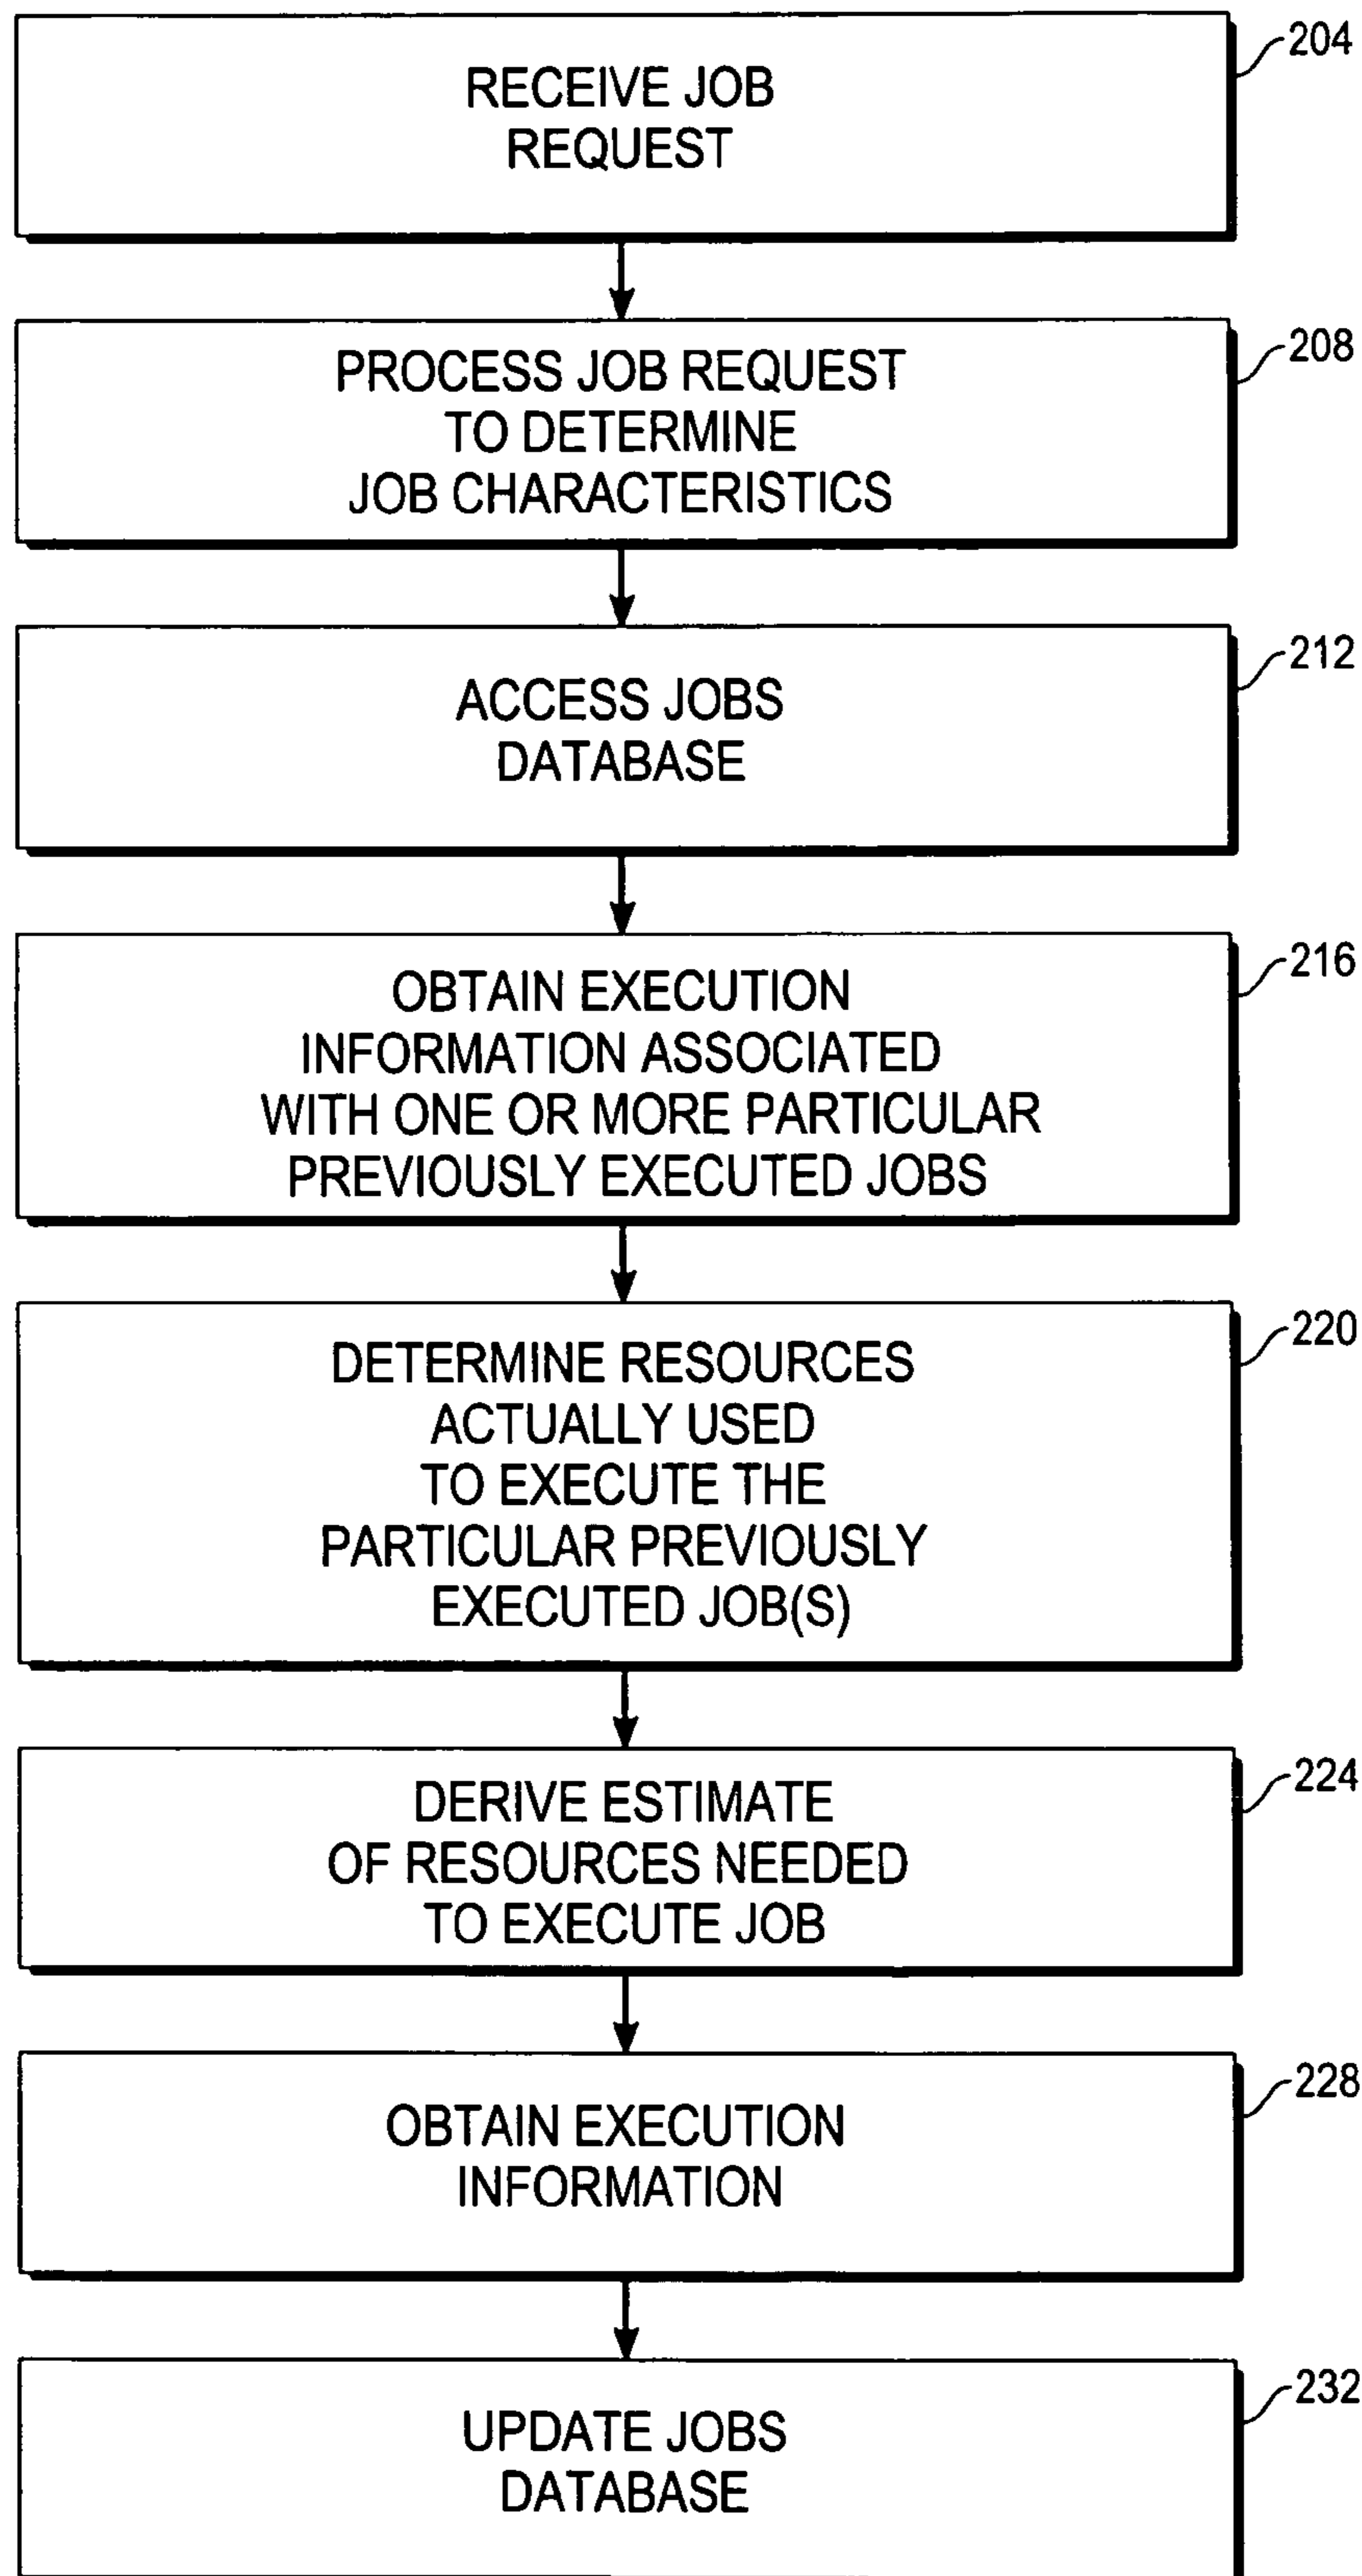 204
RECEIVE JOB
REQUEST
208
PROCESS JOB REQUEST
TO DETERMINE
JOB CHARACTERISTICS
212
ACCESS JOBS
DATABASE
216
OBTAIN EXECUTION
INFORMATION ASSOCIATED
WITH ONE OR MORE PARTICULAR
PREVIOUSLY EXECUTED JOBS
220
DETERMINE RESOURCES
ACTUALLY USED
TO EXECUTE THE
PARTICULAR PREVIOUSLY
EXECUTED JOB(S)
224
DERIVE ESTIMATE
OF RESOURCES NEEDED
TO EXECUTE JOB
228
OBTAIN EXECUTION
INFORMATION
232
UPDATE JOBS
DATABASE